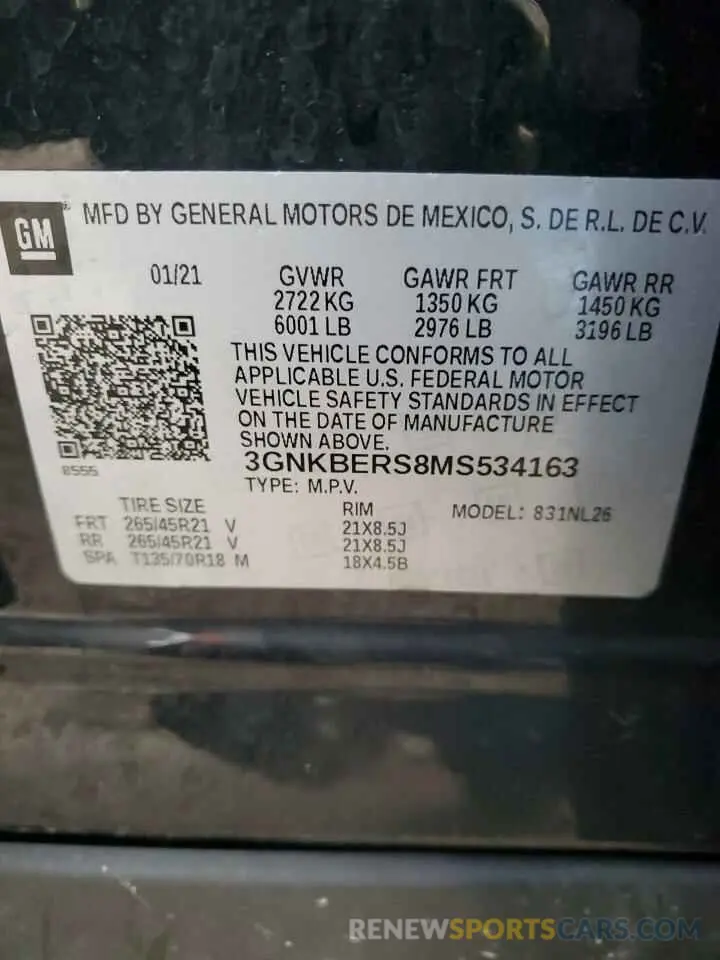 GM ® MFD BY GENERAL MOTORS DE MEXICO, S. DE R.L. DE C.V.
01/21 GVWR GAWR FRT GAWR RR
2722 KG 1350 KG 1450 KG
6001 LB 2976 LB 3196 LB
THIS VEHICLE CONFORMS TO ALL
APPLICABLE U.S. FEDERAL MOTOR
VEHICLE SAFETY STANDARDS IN EFFECT
ON THE DATE OF MANUFACTURE
SHOWN ABOVE.
8555 3GNKBERS8MS534163
TYPE: M.P.V.
TIRE SIZE RIM MODEL: 831NL26
FRT 265/45R21 V 21X8.5J
RR 265/45R21 V 21X8.5J
SPA T135/70R18 M 18X4.5B
RENEWSPORTSCARS.COM